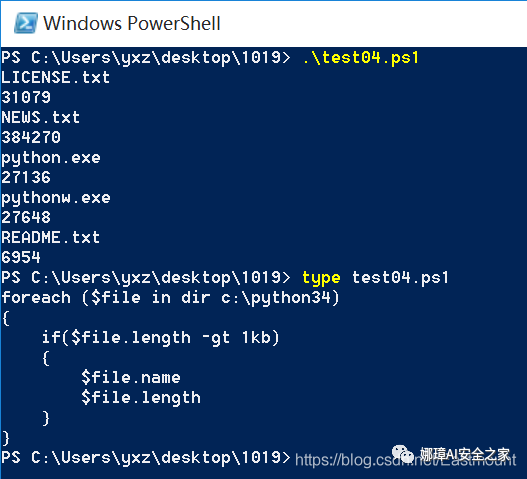 Windows PowerShell
PS C:\Users\yxz\desktop\1019> .\test04.ps1
LICENSE.txt
31079
NEWS.txt
384270
python.exe
27136
pythonw.exe
27648
README.txt
6954
PS C:\Users\yxz\desktop\1019> type test04.ps1
foreach ($file in dir c:\python34)
{
    if($file.length -gt 1kb)
    {
        $file.name
        $file.length
    }
}
PS C:\Users\yxz\desktop\1019>
娜璋AI安全之家
https://blog.csdn.net/Eastmount